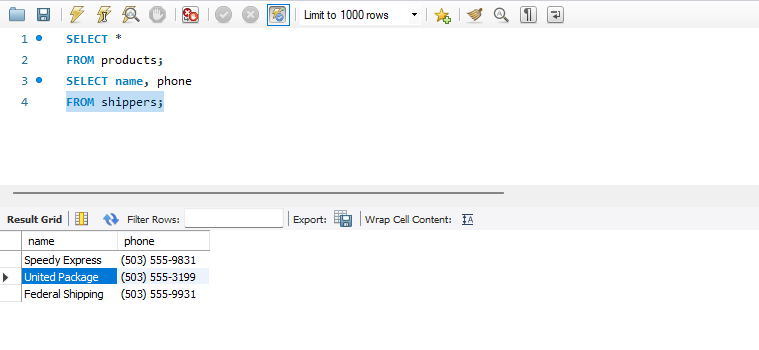 Limit to 1000 rows
1 SELECT *
2 FROM products;
3 SELECT name, phone
4 FROM shippers;
Result Grid Filter Rows: Export: Wrap Cell Content:
name phone
Speedy Express (503) 555-9831
United Package (503) 555-3199
Federal Shipping (503) 555-9931